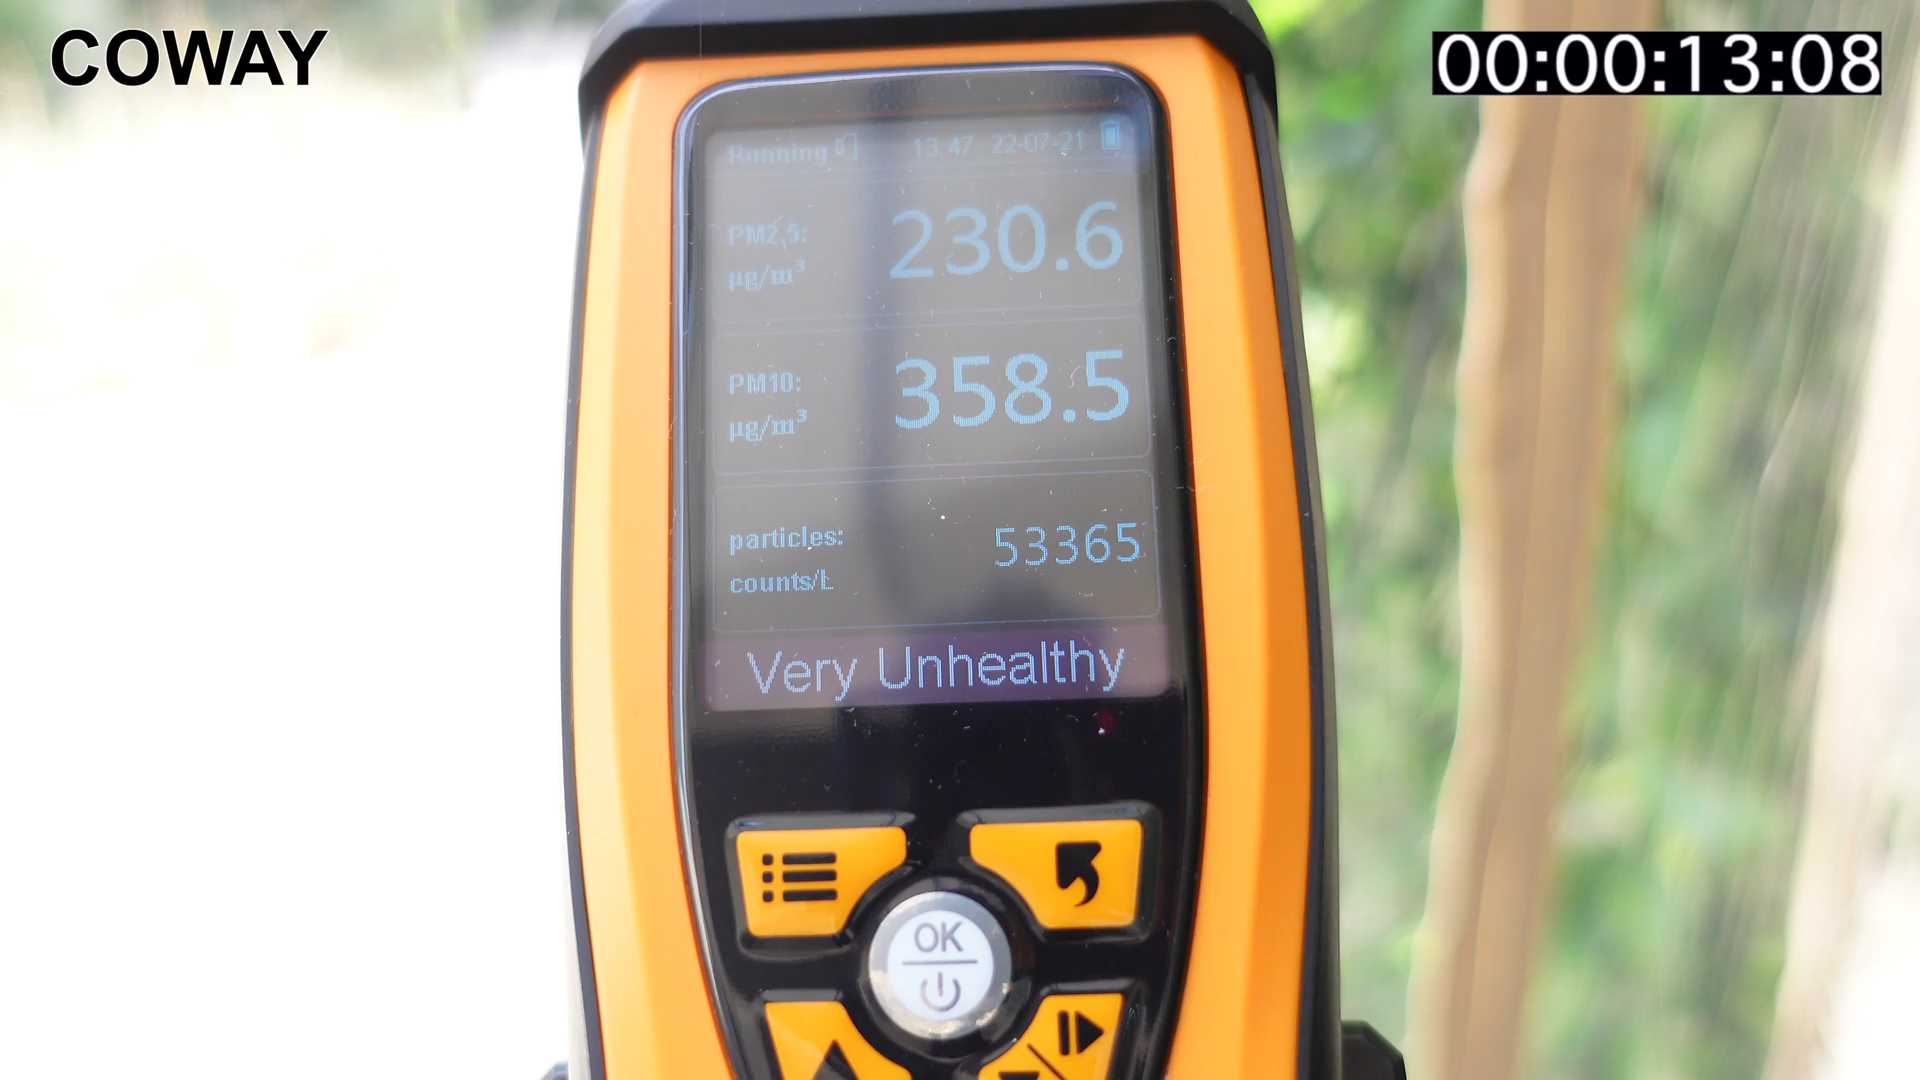 COWAY
00:00:13:08
Running 13:47 22-07-21
PM2.5: 230.6
µg/m³
PM10: 358.5
µg/m³
particles: 53365
counts/L
Very Unhealthy
OK